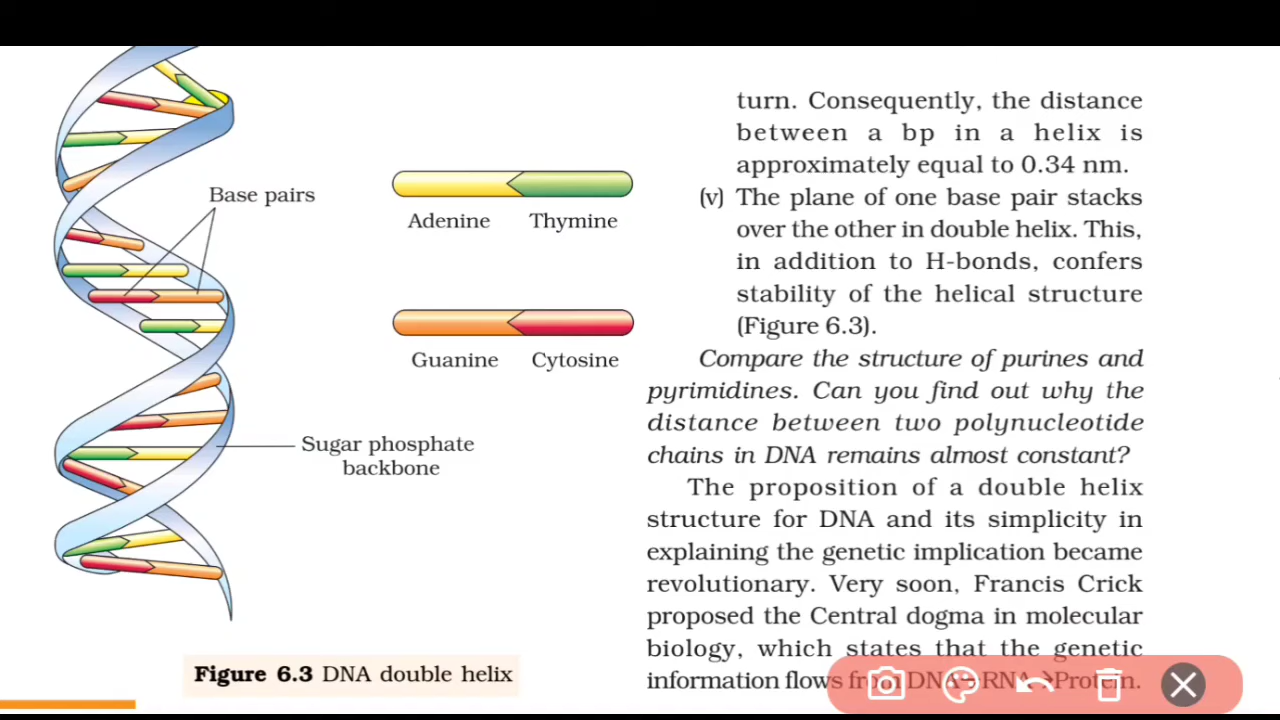 turn. Consequently, the distance
between a bp in a helix is
approximately equal to 0.34 nm.
(v) The plane of one base pair stacks
over the other in double helix. This,
in addition to H-bonds, confers
stability of the helical structure
(Figure 6.3).
Compare the structure of purines and
pyrimidines. Can you find out why the
distance between two polynucleotide
chains in DNA remains almost constant?
The proposition of a double helix
structure for DNA and its simplicity in
explaining the genetic implication became
revolutionary. Very soon, Francis Crick
proposed the Central dogma in molecular
biology, which states that the genetic
information flows from DNA→RNA→Protein.
Base pairs
Adenine Thymine
Guanine Cytosine
Sugar phosphate
backbone
Figure 6.3 DNA double helix